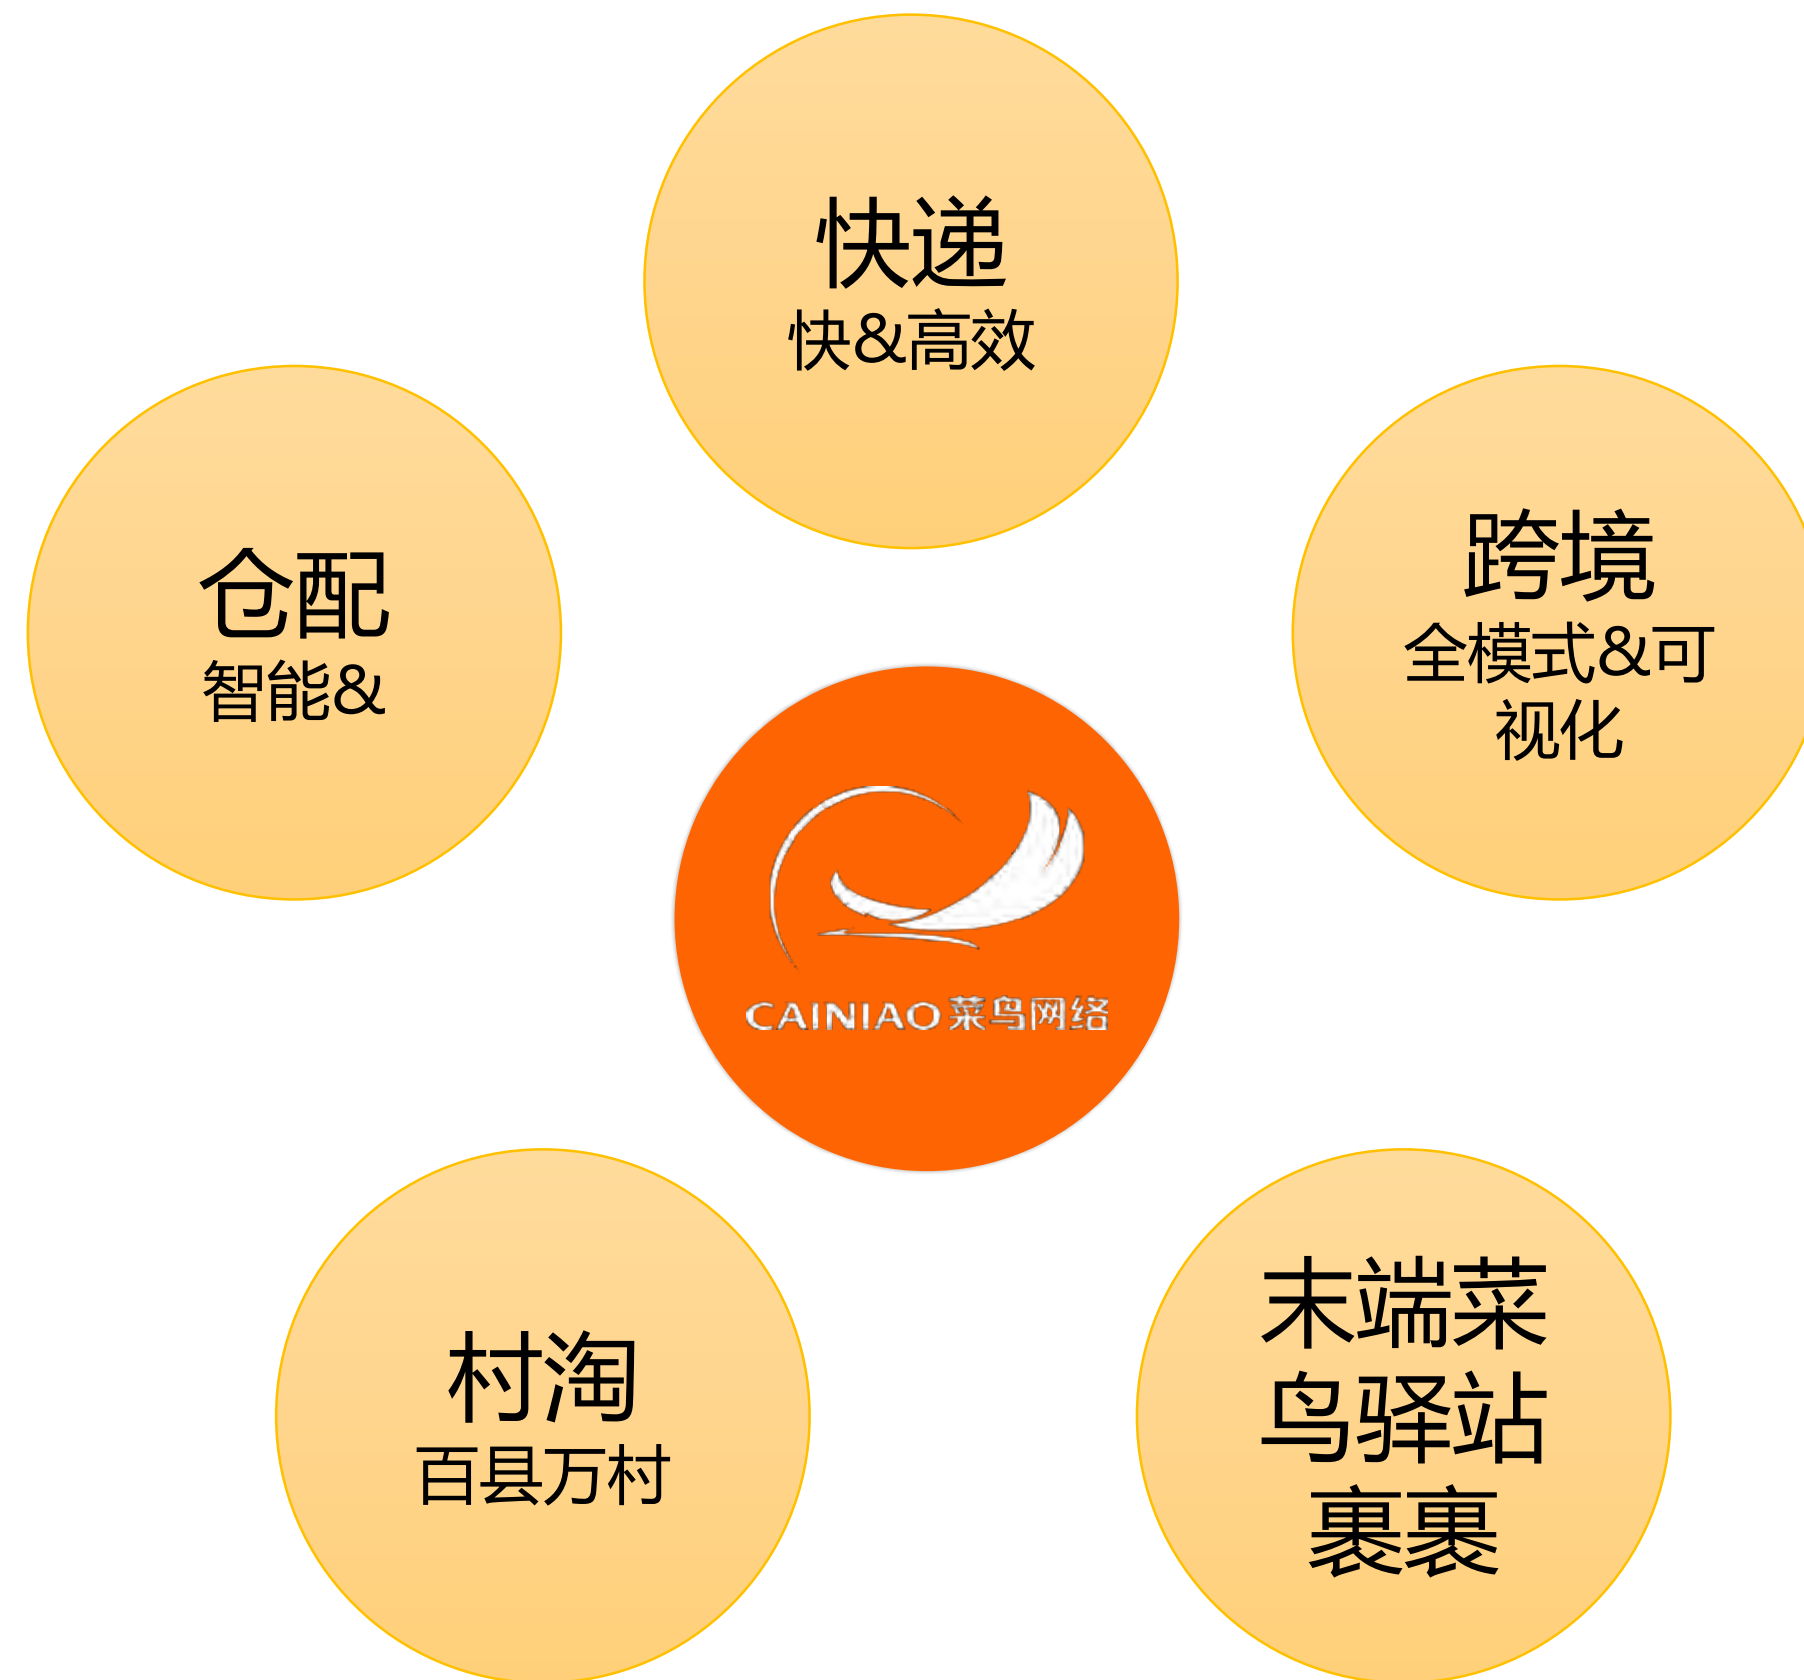 快递
快&高效
仓配
智能&
跨境
全模式&可
视化
CAINIAO 菜鸟网络
村淘
百县万村
末端菜
鸟驿站
裹裹